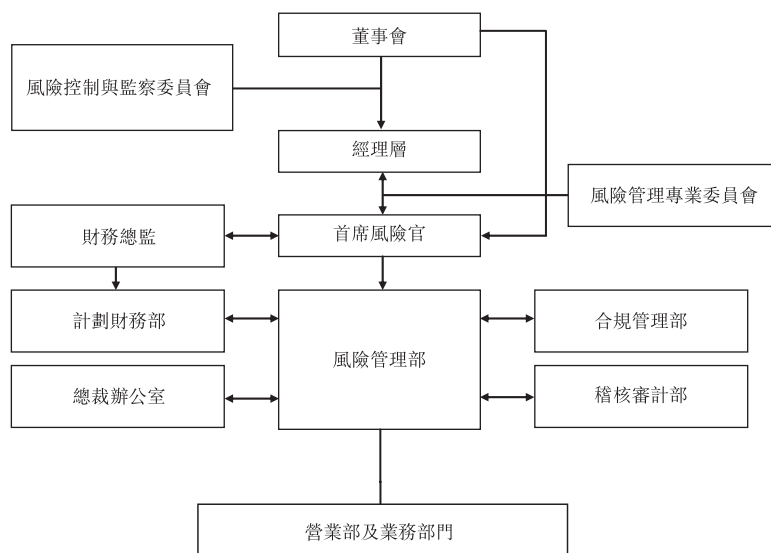 董事會
風險控制與監察委員會
經理層
風險管理專業委員會
財務總監
首席風險官
計劃財務部
風險管理部
合規管理部
總裁辦公室
稽核審計部
營業部及業務部門